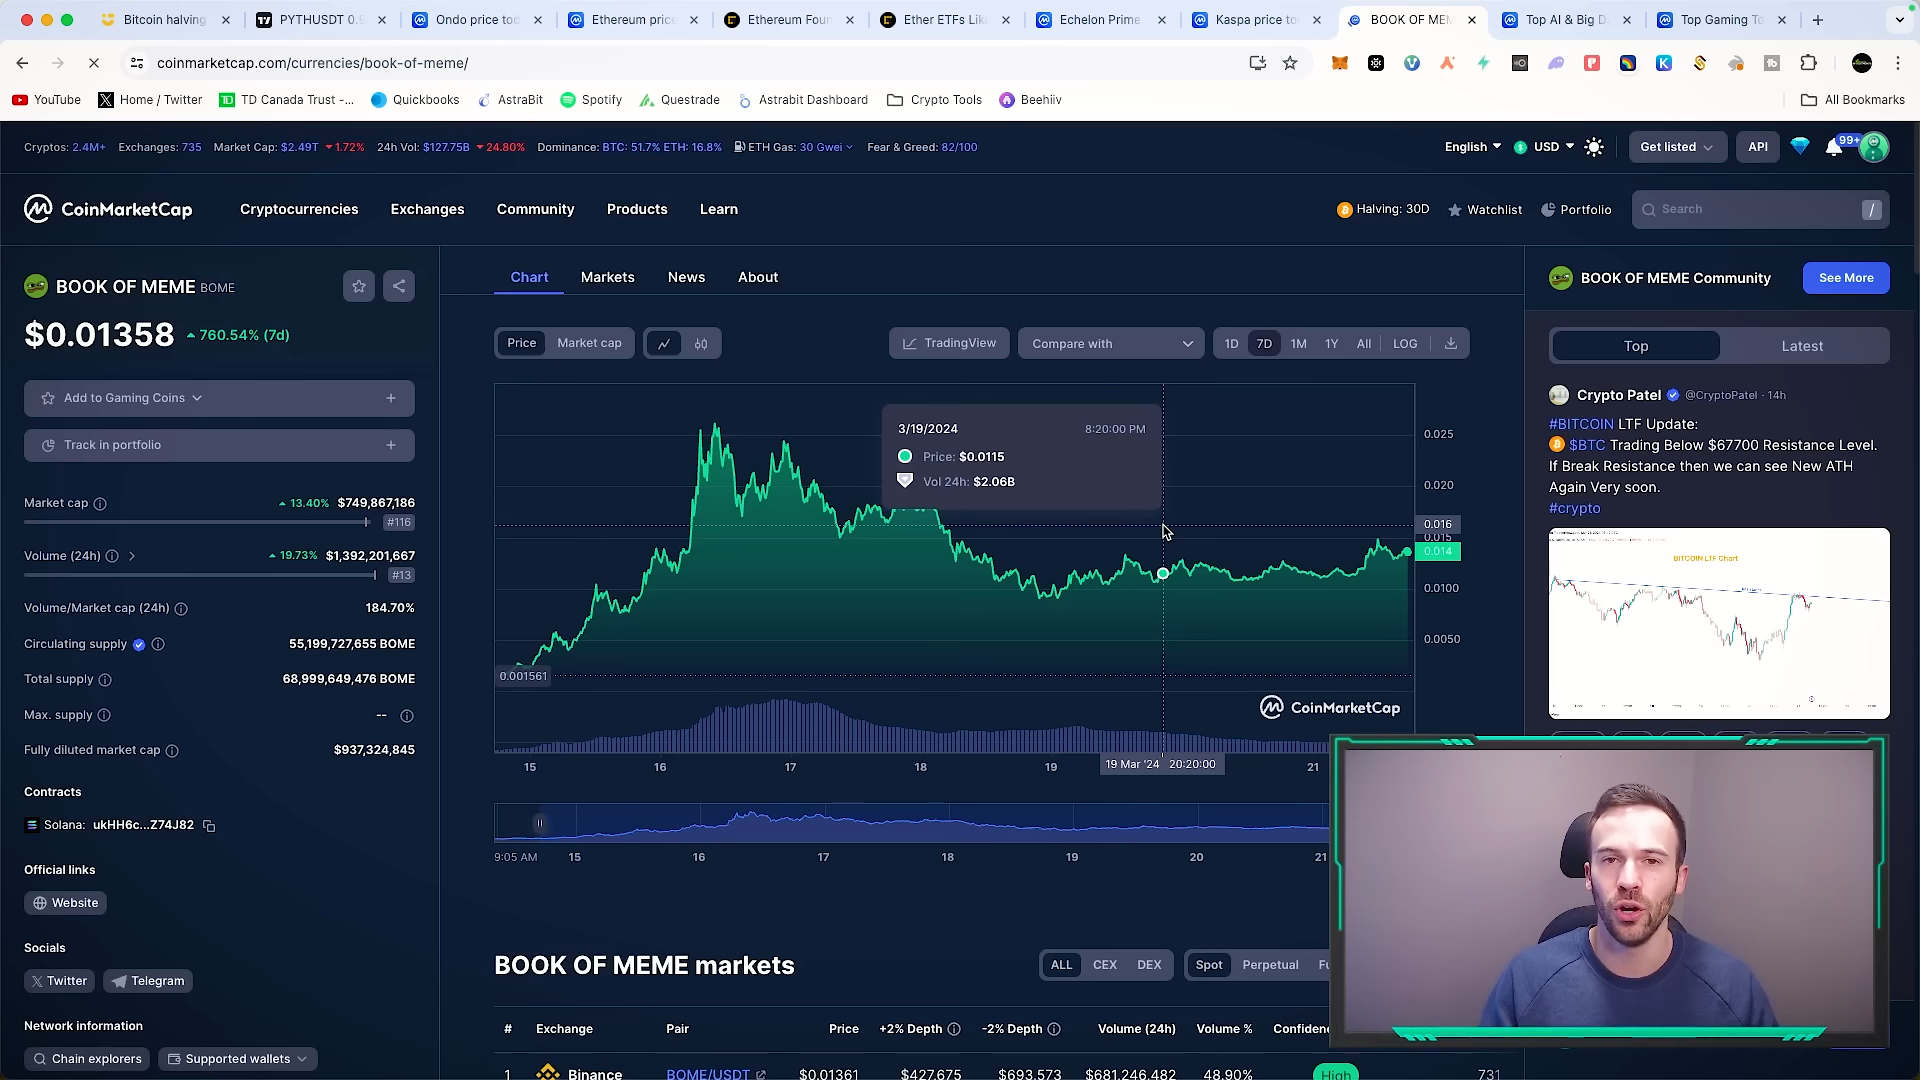 Bitcoin halving
PYTHUSDT 0.9
Ondo price tod
Ethereum price
Ethereum Foun
Ether ETFs Lik
Echelon Prime
Kaspa price to
BOOK OF MEM
Top AI & Big D
Top Gaming To
coinmarketcap.com/currencies/book-of-meme/
YouTube
Home / Twitter
TD Canada Trust -...
Quickbooks
AstraBit
Spotify
Questrade
Astrabit Dashboard
Crypto Tools
Beehiiv
All Bookmarks
Cryptos: 2.4M+ Exchanges: 735 Market Cap: $2.49T 1.72% 24h Vol: $127.75B 24.80% Dominance: BTC: 51.7% ETH: 16.8% ETH Gas: 30 Gwei Fear & Greed: 82/100
English USD Get listed API 99+
CoinMarketCap Cryptocurrencies Exchanges Community Products Learn
Halving: 30D Watchlist Portfolio Search /
BOOK OF MEME BOME
$0.01358 760.54% (7d)
Add to Gaming Coins +
Track in portfolio +
Market cap 13.40% $749,867,186
#116
Volume (24h) 19.73% $1,392,201,667
#13
Volume/Market cap (24h) 184.70%
Circulating supply 55,199,727,655 BOME
Total supply 68,999,649,476 BOME
Max. supply --
Fully diluted market cap $937,324,845
Contracts
Solana: ukHH6c...Z74J82
Official links
Website
Socials
Twitter Telegram
Network information
Chain explorers Supported wallets
Chart Markets News About
Price Market cap TradingView Compare with 1D 7D 1M 1Y All LOG
3/19/2024 8:20:00 PM
Price: $0.0115
Vol 24h: $2.06B
0.025
0.020
0.016
0.015
0.014
0.0100
0.0050
0.001561
CoinMarketCap
15 16 17 18 19 19 Mar '24 20:20:00 21
9:05 AM 15 16 17 18 19 20 21
BOOK OF MEME markets
ALL CEX DEX Spot Perpetual Fu
# Exchange Pair Price +2% Depth -2% Depth Volume (24h) Volume % Confiden
1 Binance BOME/USDT $0.01361 $427,675 $693,573 $681,246,482 48.90% High 731
BOOK OF MEME Community See More
Top Latest
Crypto Patel @CryptoPatel · 14h
#BITCOIN LTF Update:
$BTC Trading Below $67700 Resistance Level.
If Break Resistance then we can see New ATH
Again Very soon.
#crypto
BITCOIN LTF Chart